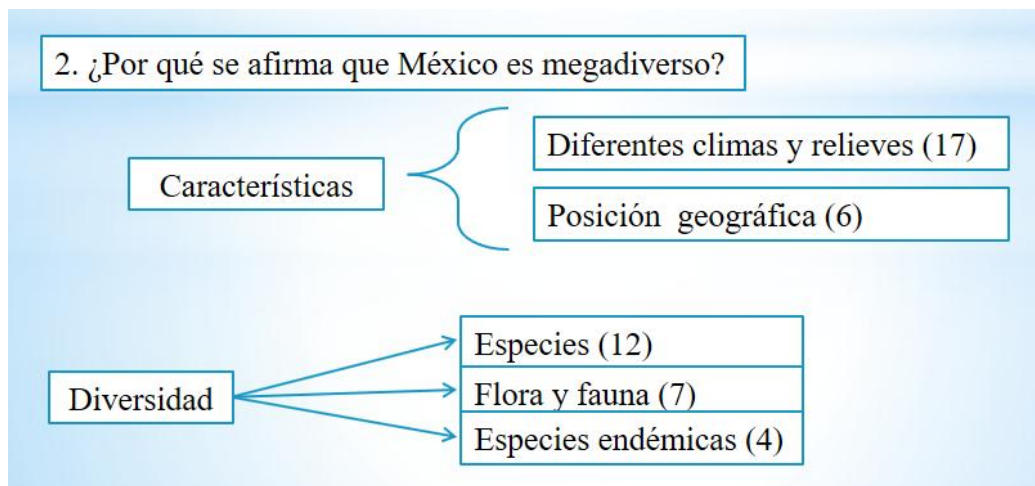 2. ¿Por qué se afirma que México es megadiverso?
Características
Diferentes climas y relieves (17)
Posición geográfica (6)
Diversidad
Especies (12)
Flora y fauna (7)
Especies endémicas (4)